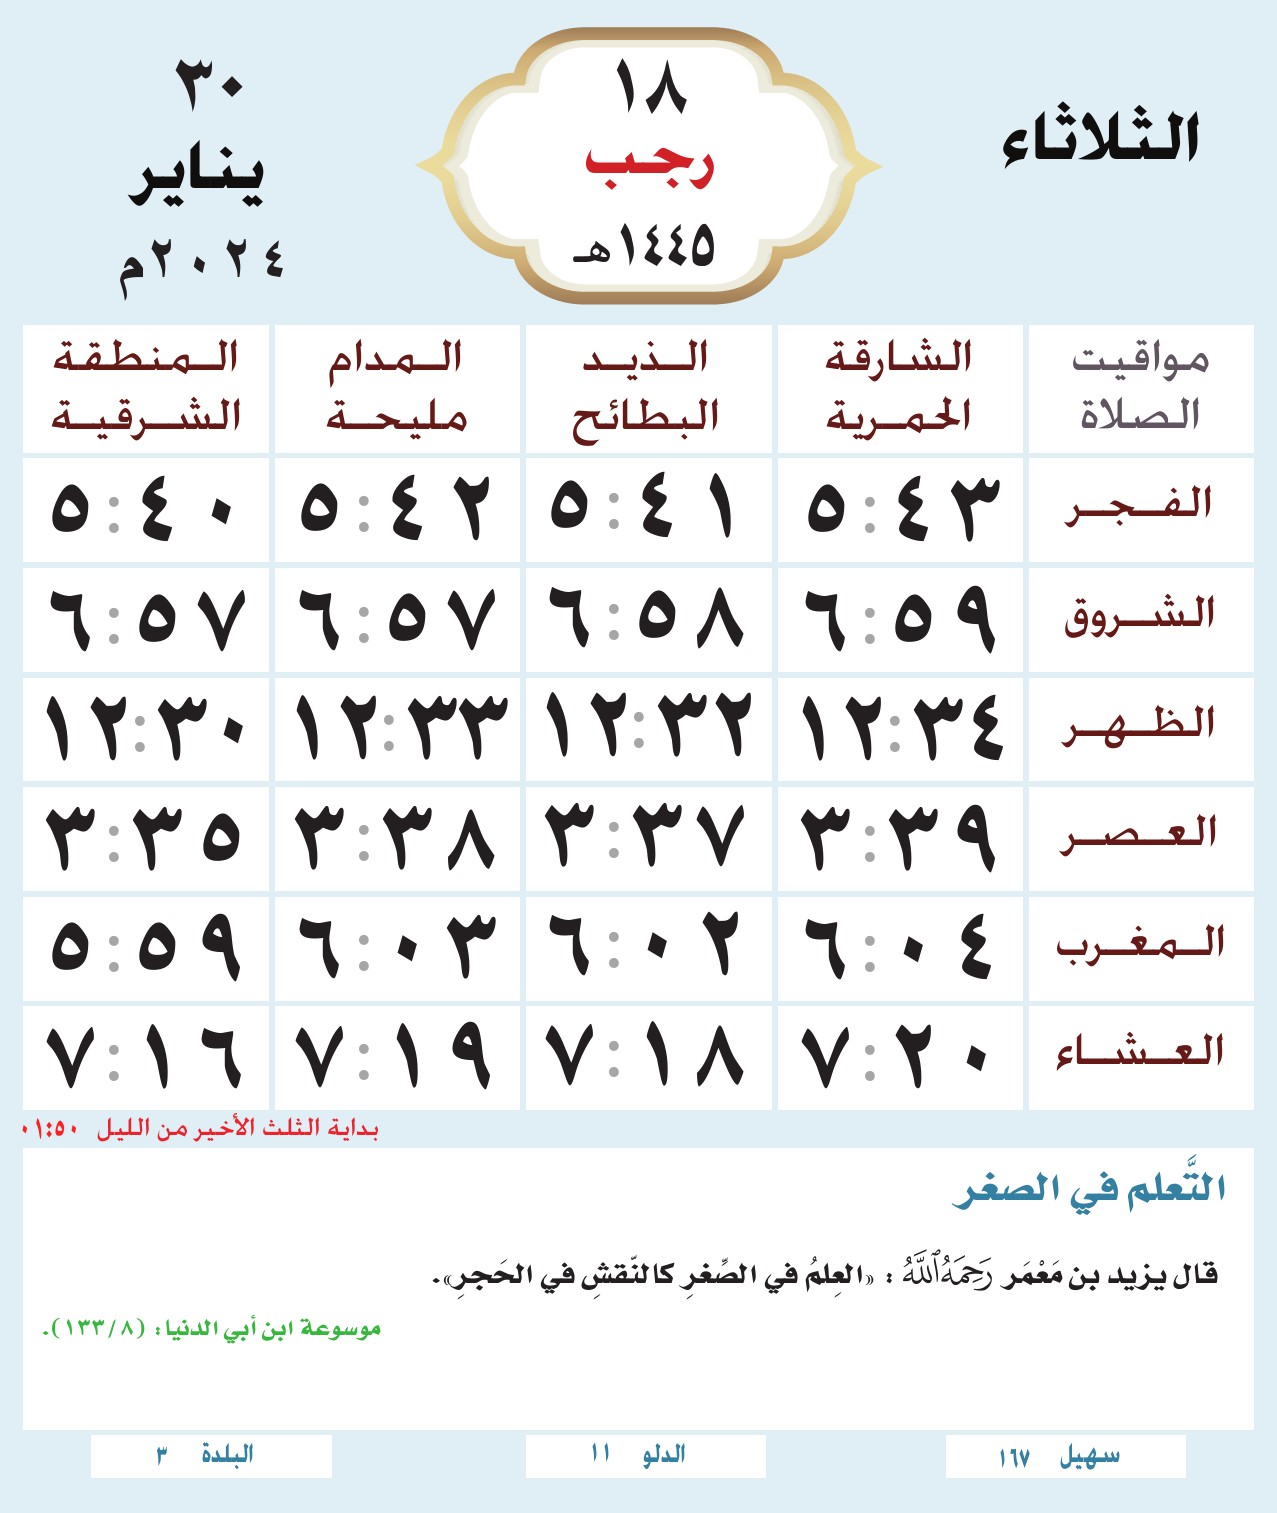 الثلاثاء
١٨
رجب
١٤٤٥هـ
٣٠
يناير
٢٠٢٤م
مواقيت الصلاة
الشارقة الحمرية
الذيد البطائح
المدام مليحة
المنطقة الشرقية
الفجر ٥:٤٣ ٥:٤١ ٥:٤٢ ٥:٤٠
الشروق ٦:٥٩ ٦:٥٨ ٦:٥٧ ٦:٥٧
الظهر ١٢:٣٤ ١٢:٣٢ ١٢:٣٣ ١٢:٣٠
العصر ٣:٣٩ ٣:٣٧ ٣:٣٨ ٣:٣٥
المغرب ٦:٠٤ ٦:٠٢ ٦:٠٣ ٥:٥٩
العشاء ٧:٢٠ ٧:١٨ ٧:١٩ ٧:١٦
بداية الثلث الأخير من الليل ٠١:٥٠
التَّعلم في الصغر
قال يزيد بن مَعْمَر رَحِمَهُ ٱللَّهُ : «العِلمُ في الصِّغرِ كالنّقشِ في الحَجرِ».
موسوعة ابن أبي الدنيا: (١٣٣/٨).
سهيل ١٦٧
الدلو ١١
البلدة ٣